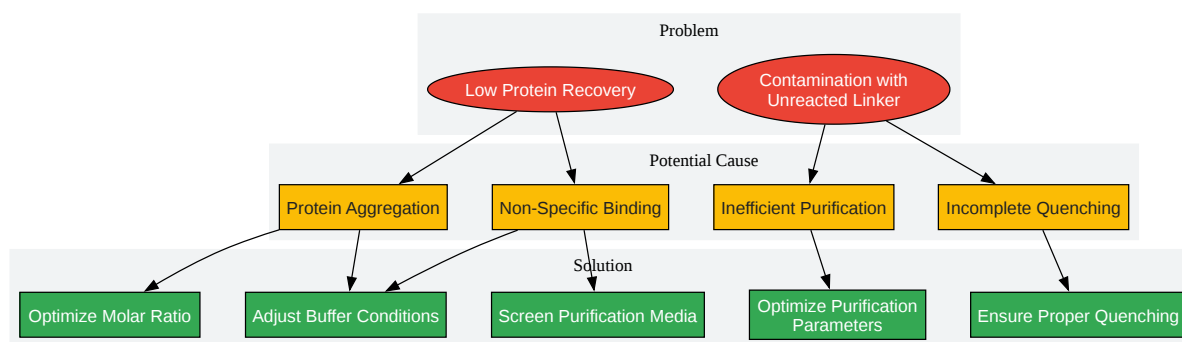 Problem
Low Protein Recovery
Contamination with
Unreacted Linker
Potential Cause
Protein Aggregation
Non-Specific Binding
Inefficient Purification
Incomplete Quenching
Solution
Optimize Molar Ratio
Adjust Buffer Conditions
Screen Purification Media
Optimize Purification
Parameters
Ensure Proper Quenching